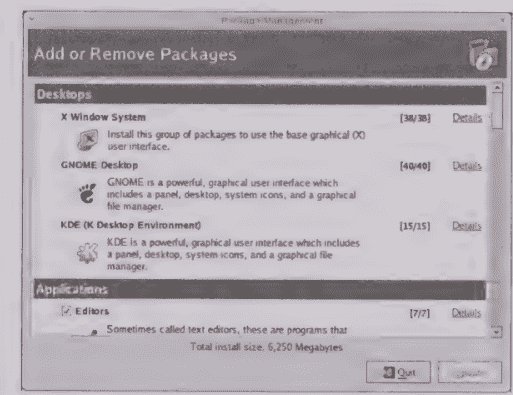 Package Management
Add or Remove Packages
Desktops
X Window System [38/38] Details
Install this group of packages to use the base graphical (X)
user interface.
GNOME Desktop [40/40] Details
GNOME is a powerful, graphical user interface which
includes a panel, desktop, system icons, and a graphical
file manager.
KDE (K Desktop Environment) [15/15] Details
KDE is a powerful, graphical user interface which includes
a panel, desktop, system icons, and a graphical file
manager.
Applications
Editors [7/7] Details
Sometimes called text editors, these are programs that
Total install size: 6,250 Megabytes
Quit